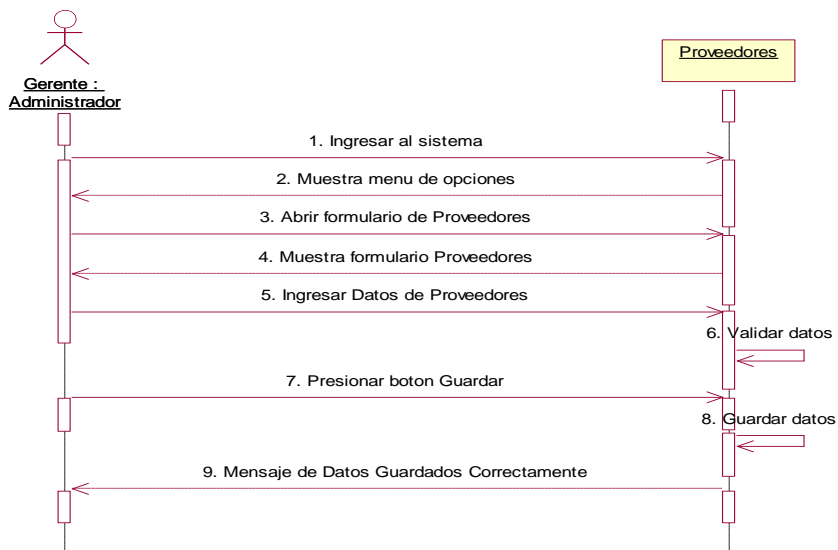 Gerente :
Administrador
Proveedores
1. Ingresar al sistema
2. Muestra menu de opciones
3. Abrir formulario de Proveedores
4. Muestra formulario Proveedores
5. Ingresar Datos de Proveedores
6. Validar datos
7. Presionar boton Guardar
8. Guardar datos
9. Mensaje de Datos Guardados Correctamente